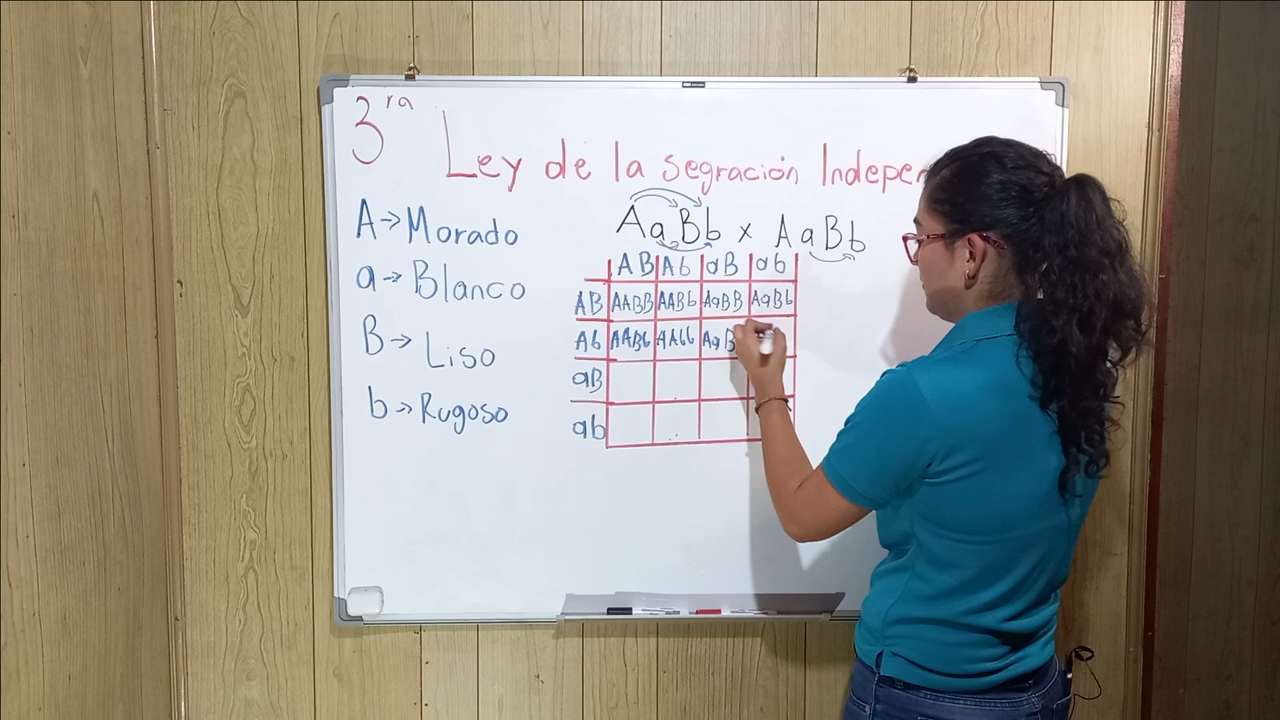 3ra Ley de la segración Indepen
A→Morado
a→Blanco
B→Liso
b→Rugoso
AaBb x AaBb
AB Ab aB ab
AB AABB AABb AaBB AaBb
Ab AABb AAbb AaB
aB
ab